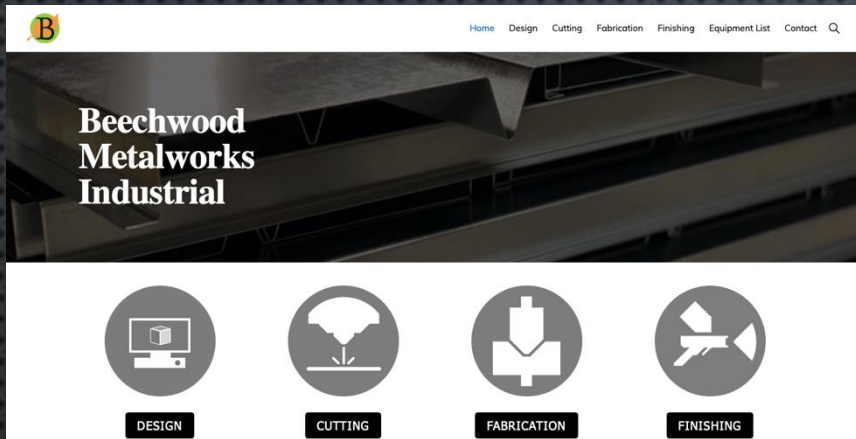 B
Home Design Cutting Fabrication Finishing Equipment List Contact
Beechwood
Metalworks
Industrial
DESIGN CUTTING FABRICATION FINISHING